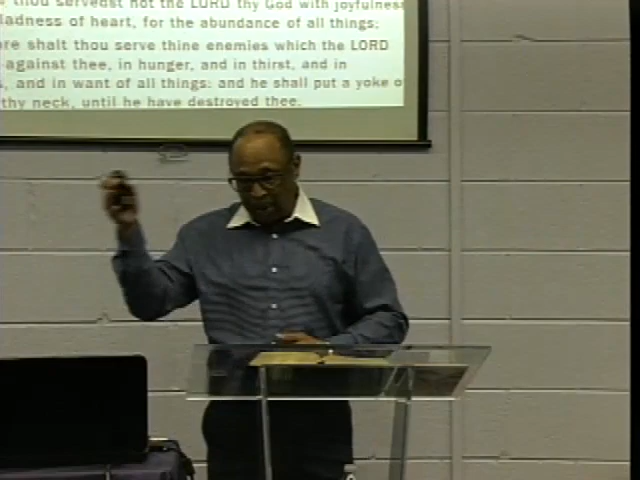 thou servedst not the LORD thy God with joyfulness
ladness of heart, for the abundance of all things;
re shalt thou serve thine enemies which the LORD
against thee, in hunger, and in thirst, and in
, and in want of all things: and he shall put a yoke o
thy neck, until he have destroyed thee.